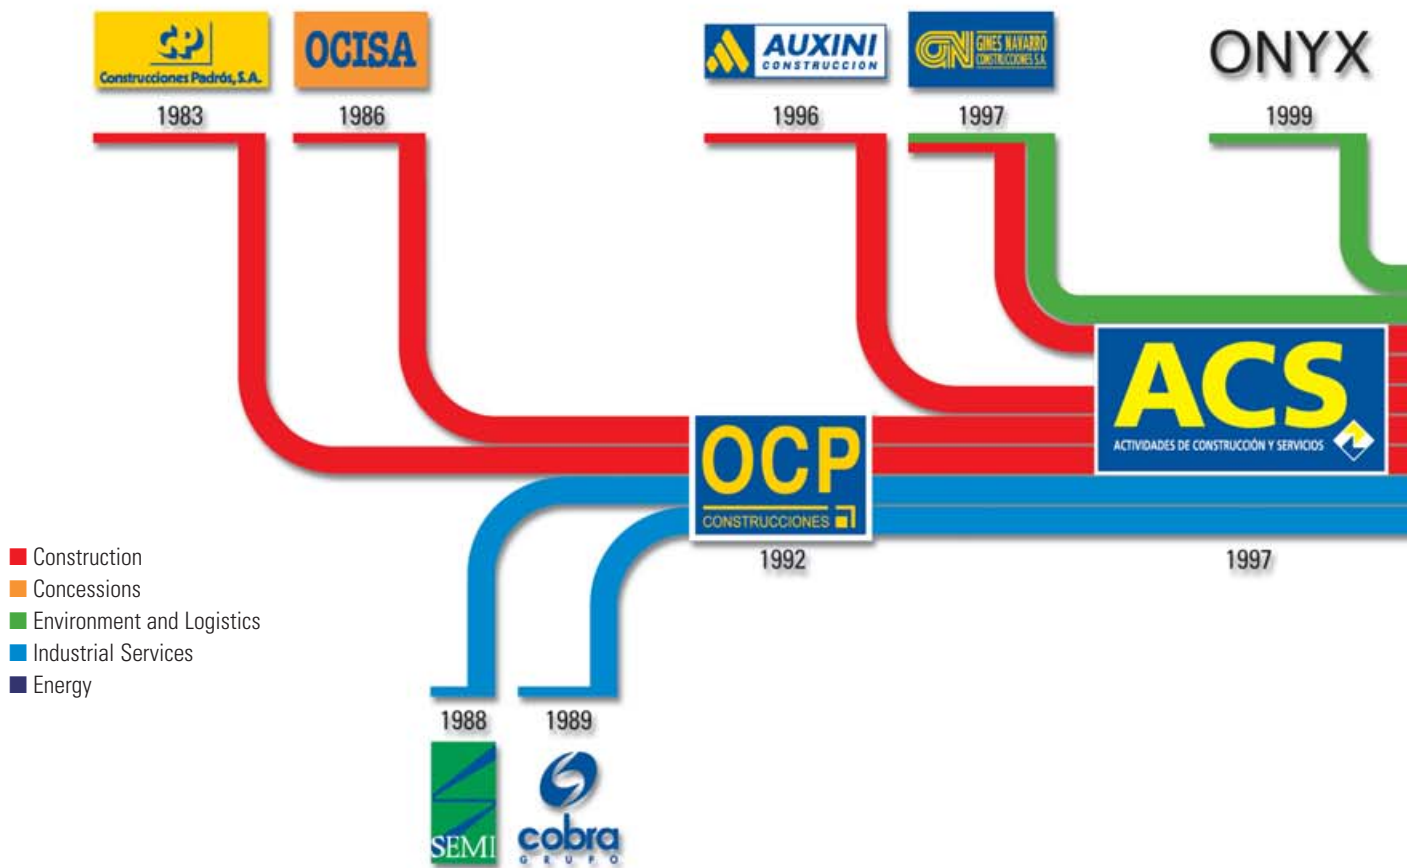 CP
Construcciones Padrós, S.A.
1983
OCISA
1986
AUXINI
CONSTRUCCION
1996
GN GINES NAVARRO
CONSTRUCCIONES S.A.
1997
ONYX
1999
ACS
ACTIVIDADES DE CONSTRUCCIÓN Y SERVICIOS
1997
OCP
CONSTRUCCIONES
1992
Construction
Concessions
Environment and Logistics
Industrial Services
Energy
1988
SEMI
1989
cobra
GRUPO